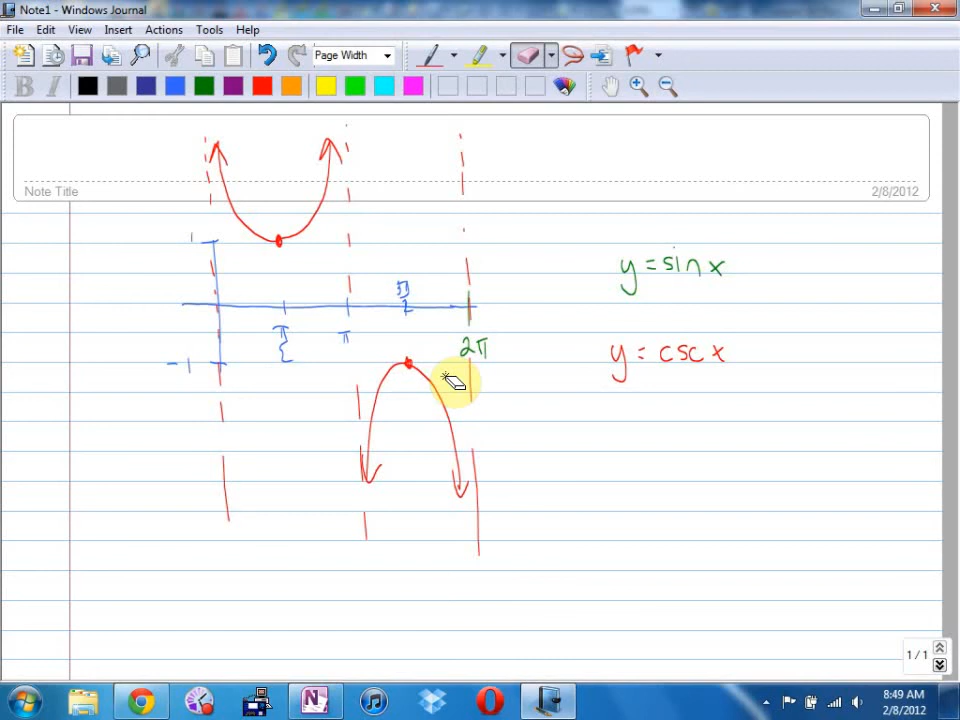 Note1 - Windows Journal
File Edit View Insert Actions Tools Help
Page Width
B I
Note Title
2/8/2012
1
y = sin x
π
2π
-1
y = csc x
1 / 1
8:49 AM
2/8/2012